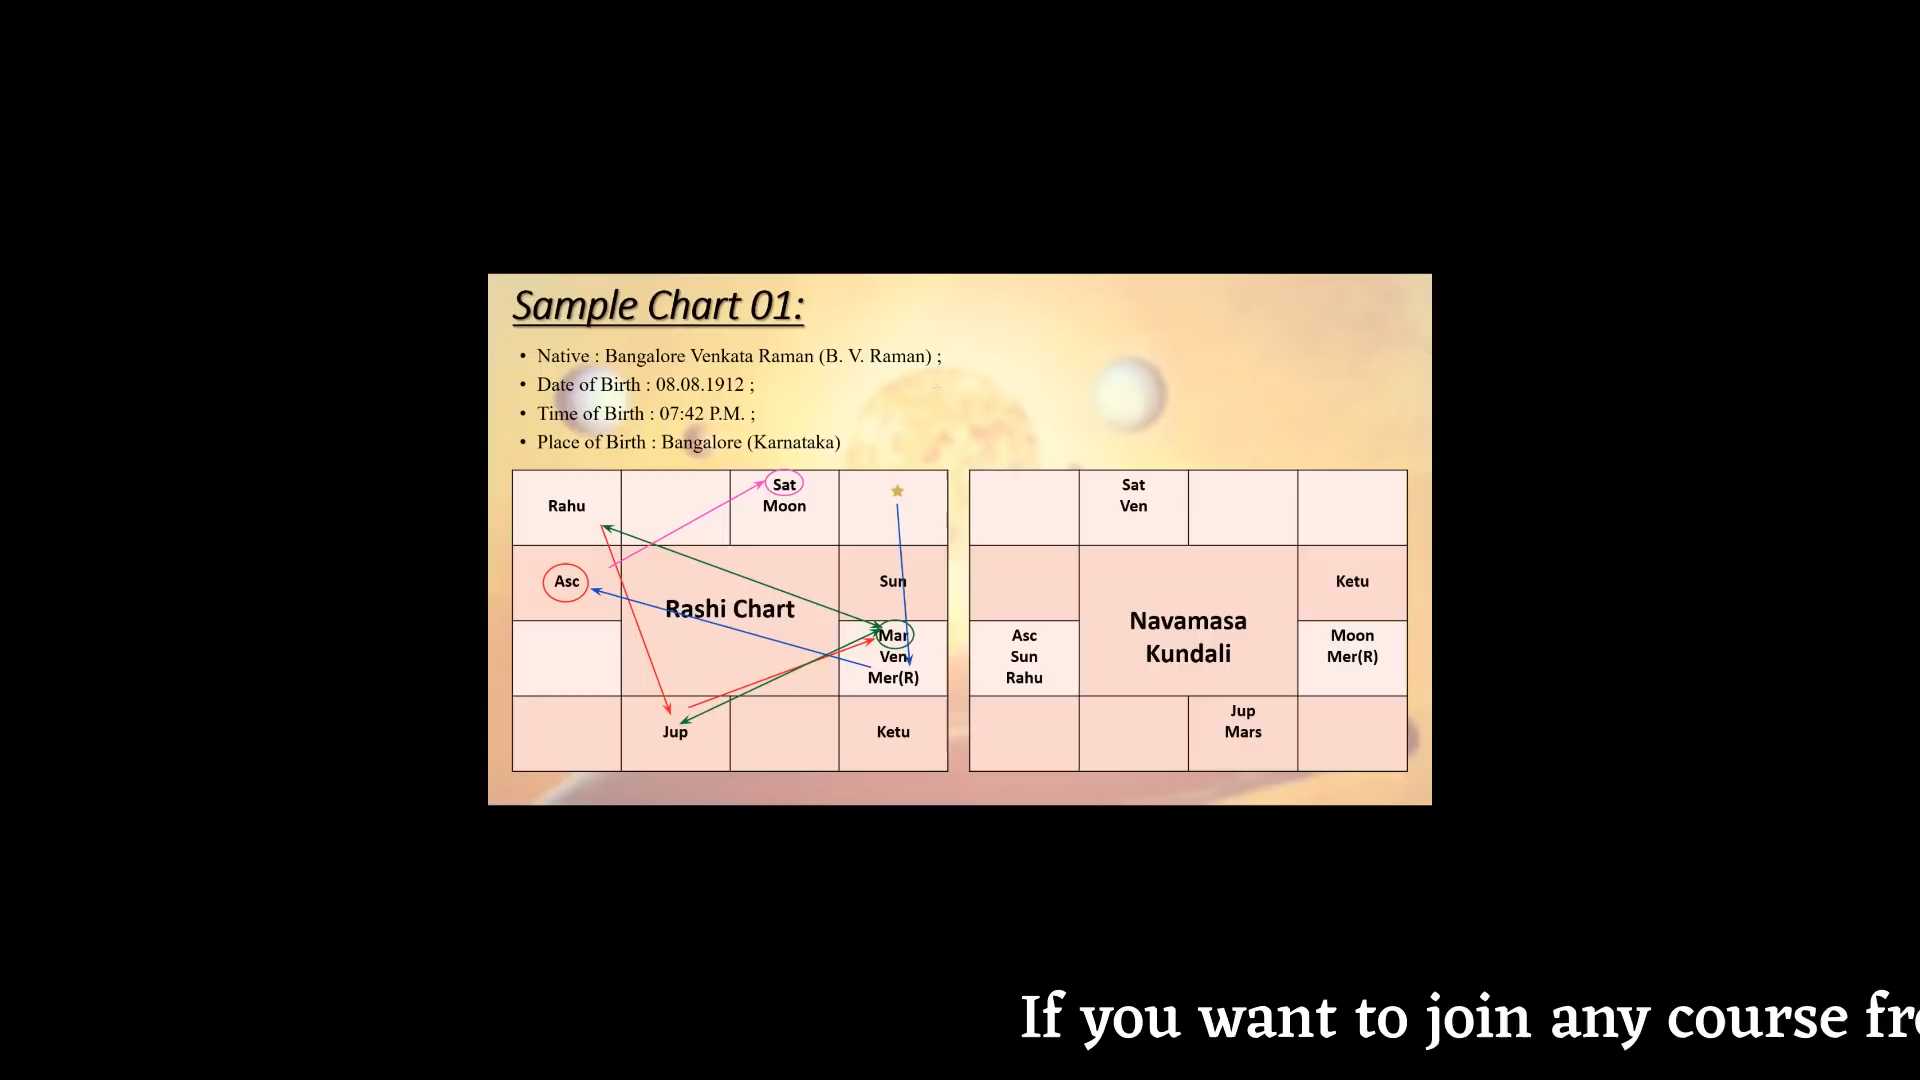 Sample Chart 01:
• Native : Bangalore Venkata Raman (B. V. Raman) ;
• Date of Birth : 08.08.1912 ;
• Time of Birth : 07:42 P.M. ;
• Place of Birth : Bangalore (Karnataka)
Rahu
Sat
Moon
Asc
Rashi Chart
Sun
Mar
Ven
Mer(R)
Jup
Ketu
Sat
Ven
Navamasa
Kundali
Ketu
Asc
Sun
Rahu
Moon
Mer(R)
Jup
Mars
If you want to join any course